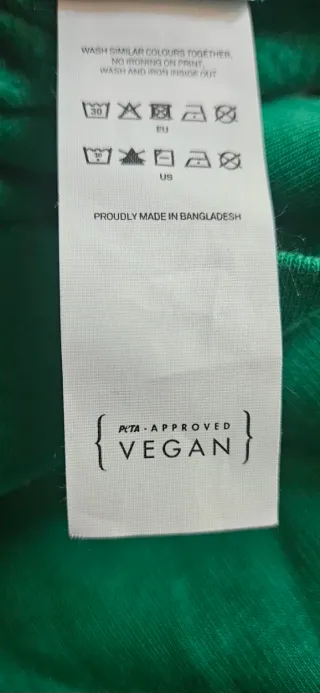 WASH SIMILAR COLOURS TOGETHER,
NO IRONING ON PRINT,
WASH AND IRON INSIDE OUT
30
EU
30
US
PROUDLY MADE IN BANGLADESH
PETA - APPROVED
VEGAN